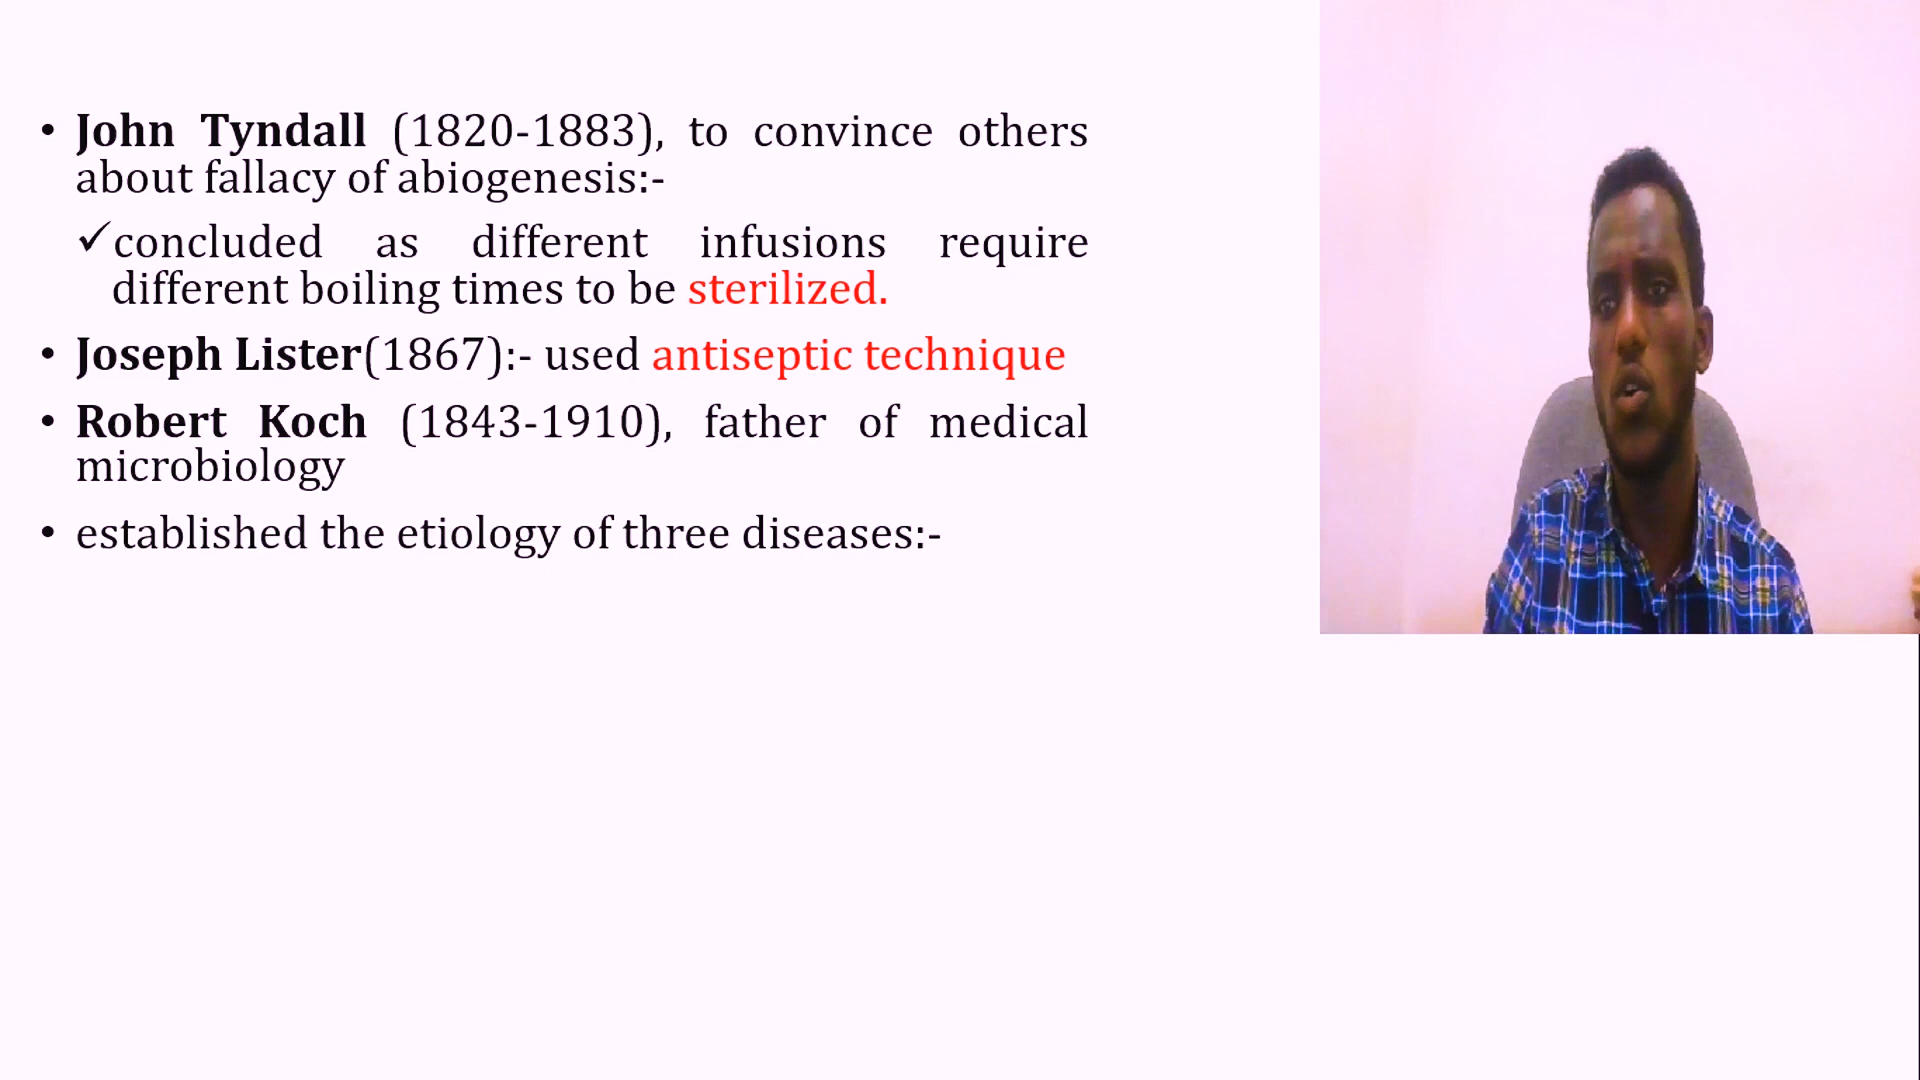 • John Tyndall (1820-1883), to convince others
about fallacy of abiogenesis:-
✓concluded as different infusions require
different boiling times to be sterilized.
• Joseph Lister(1867):- used antiseptic technique
• Robert Koch (1843-1910), father of medical
microbiology
• established the etiology of three diseases:-